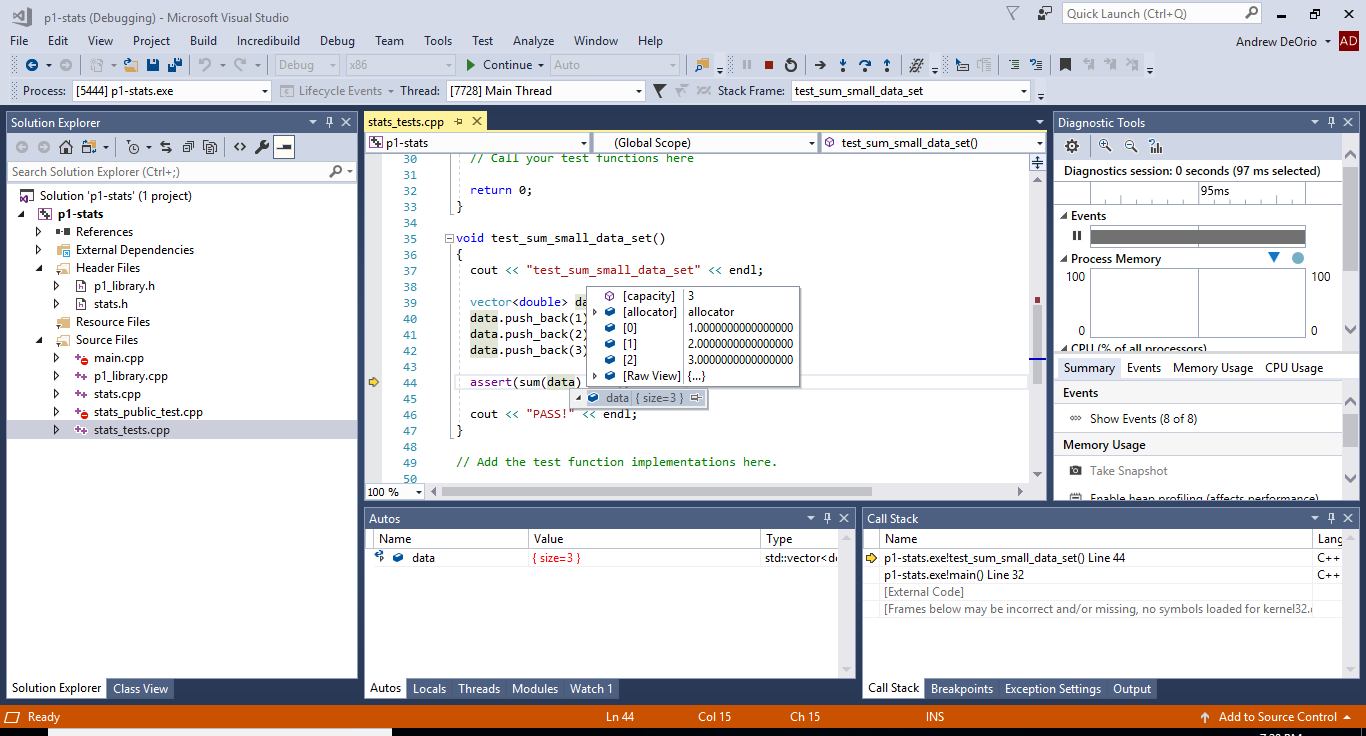 p1-stats (Debugging) - Microsoft Visual Studio
Quick Launch (Ctrl+Q)
File Edit View Project Build Incredibuild Debug Team Tools Test Analyze Window Help
Andrew DeOrio AD
Debug x86 Continue Auto
Process: [5444] p1-stats.exe Lifecycle Events Thread: [7728] Main Thread Stack Frame: test_sum_small_data_set
Solution Explorer
Search Solution Explorer (Ctrl+;)
Solution 'p1-stats' (1 project)
p1-stats
References
External Dependencies
Header Files
p1_library.h
stats.h
Resource Files
Source Files
main.cpp
p1_library.cpp
stats.cpp
stats_public_test.cpp
stats_tests.cpp
Solution Explorer Class View
stats_tests.cpp
p1-stats (Global Scope) test_sum_small_data_set()
30 // Call your test functions here
31
32 return 0;
33 }
34
35 void test_sum_small_data_set()
36 {
37 cout << "test_sum_small_data_set" << endl;
38
39 vector<double> da
40 data.push_back(1)
41 data.push_back(2)
42 data.push_back(3)
43
44 assert(sum(data)
45
46 cout << "PASS!" << endl;
47 }
48
49 // Add the test function implementations here.
50
[capacity] 3
[allocator] allocator
[0] 1.0000000000000000
[1] 2.0000000000000000
[2] 3.0000000000000000
[Raw View] {...}
data { size=3 }
100 %
Diagnostic Tools
Diagnostics session: 0 seconds (97 ms selected)
95ms
Events
Process Memory
100 100
0 0
CPU (% of all processors)
Summary Events Memory Usage CPU Usage
Events
Show Events (8 of 8)
Memory Usage
Take Snapshot
Enable heap profiling (affects performance)
Autos
Name Value Type
data { size=3 } std::vector<do
Autos Locals Threads Modules Watch 1
Call Stack
Name Lang
p1-stats.exe!test_sum_small_data_set() Line 44 C++
p1-stats.exe!main() Line 32 C++
[External Code]
[Frames below may be incorrect and/or missing, no symbols loaded for kernel32.
Call Stack Breakpoints Exception Settings Output
Ready Ln 44 Col 15 Ch 15 INS Add to Source Control